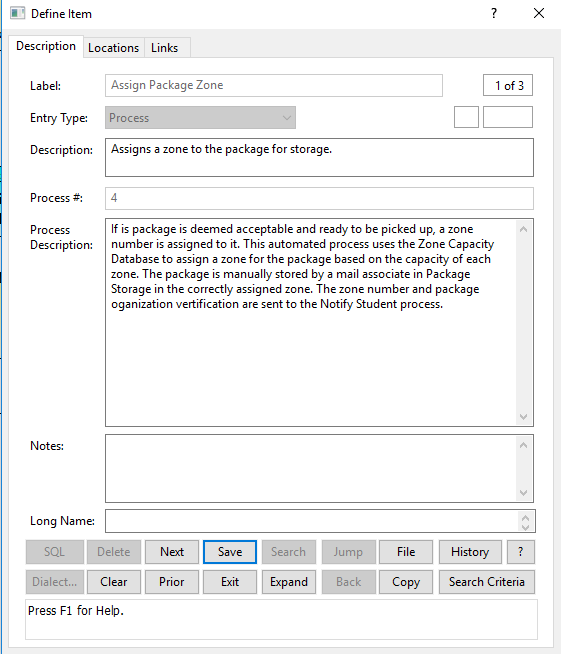 Define Item
? 
Description Locations Links
Label: Assign Package Zone 1 of 3
Entry Type: Process
Description: Assigns a zone to the package for storage.
Process #: 4
Process
Description:
If is package is deemed acceptable and ready to be picked up, a zone
number is assigned to it. This automated process uses the Zone Capacity
Database to assign a zone for the package based on the capacity of each
zone. The package is manually stored by a mail associate in Package
Storage in the correctly assigned zone. The zone number and package
oganization vertification are sent to the Notify Student process.
Notes:
Long Name:
SQL Delete Next Save Search Jump File History ?
Dialect... Clear Prior Exit Expand Back Copy Search Criteria
Press F1 for Help.